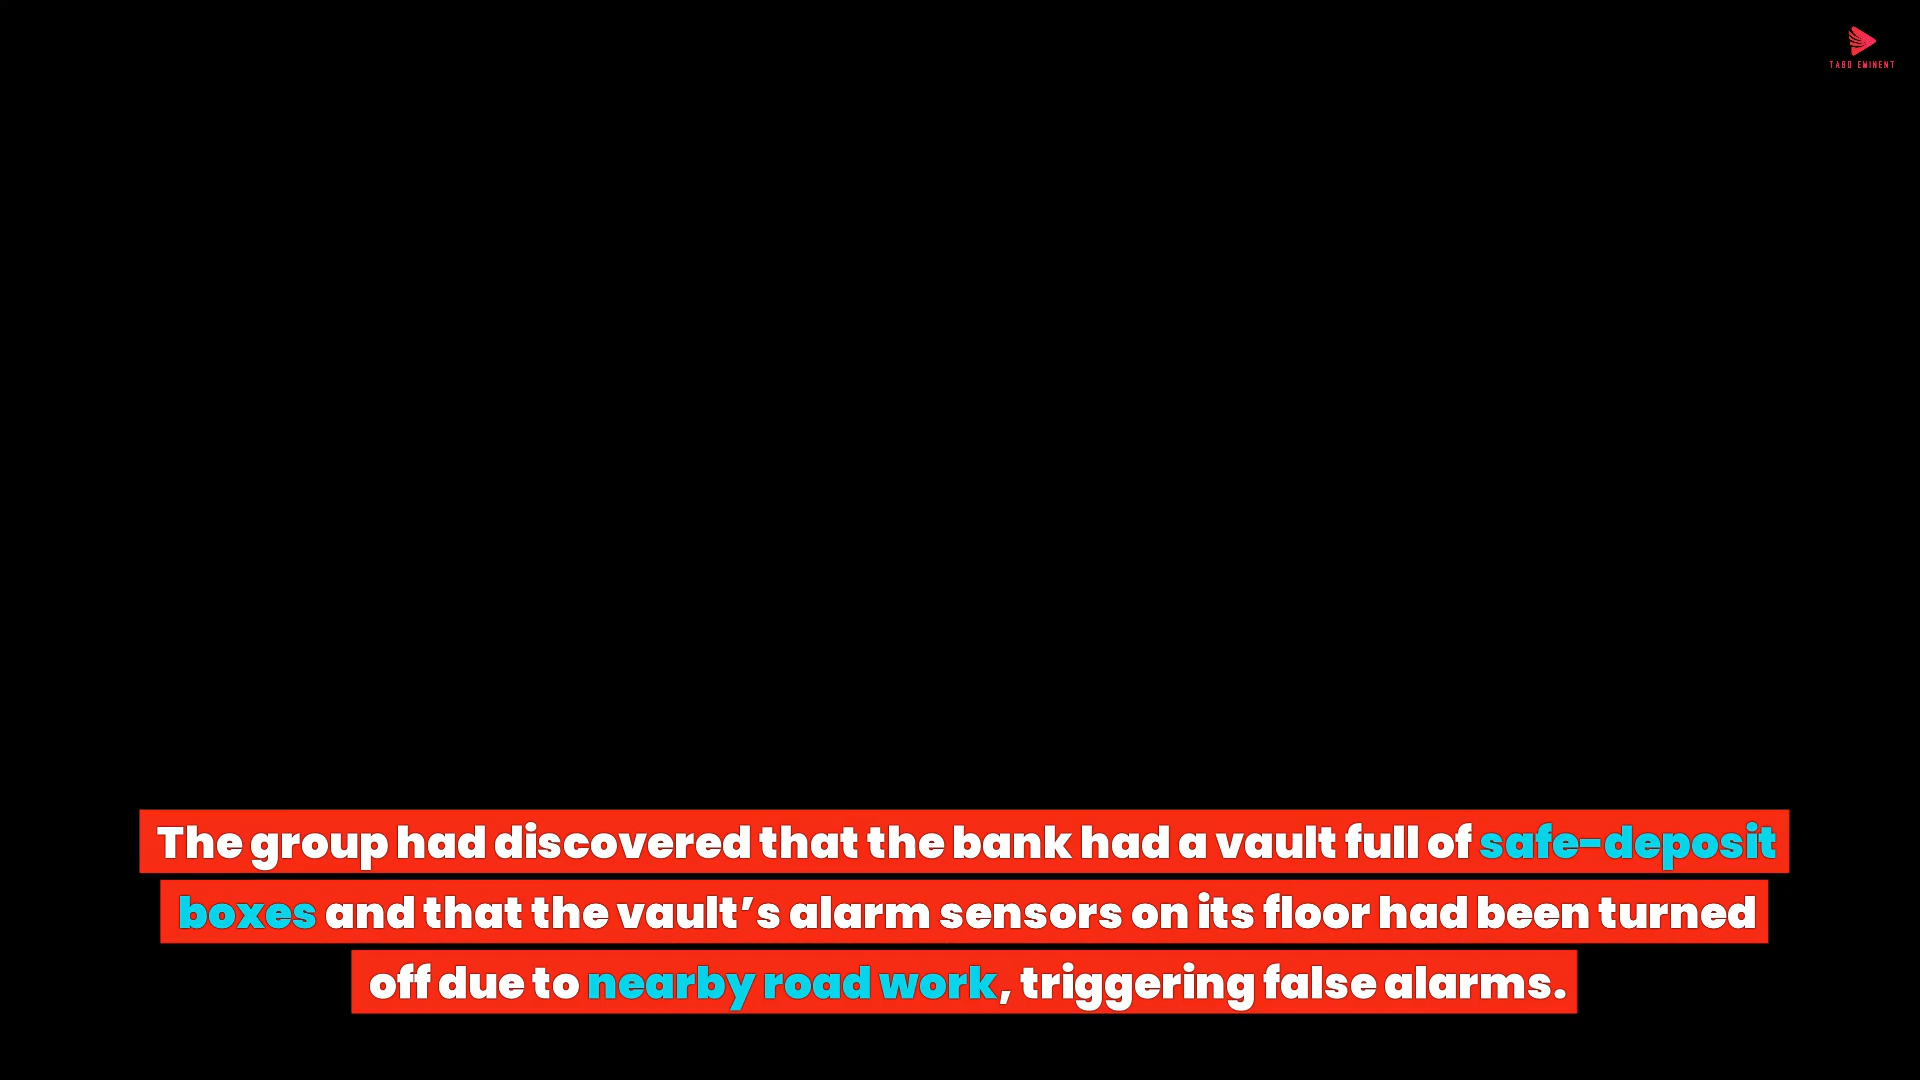 TABD EMINENT
The group had discovered that the bank had a vault full of safe-deposit
boxes and that the vault’s alarm sensors on its floor had been turned
off due to nearby road work, triggering false alarms.